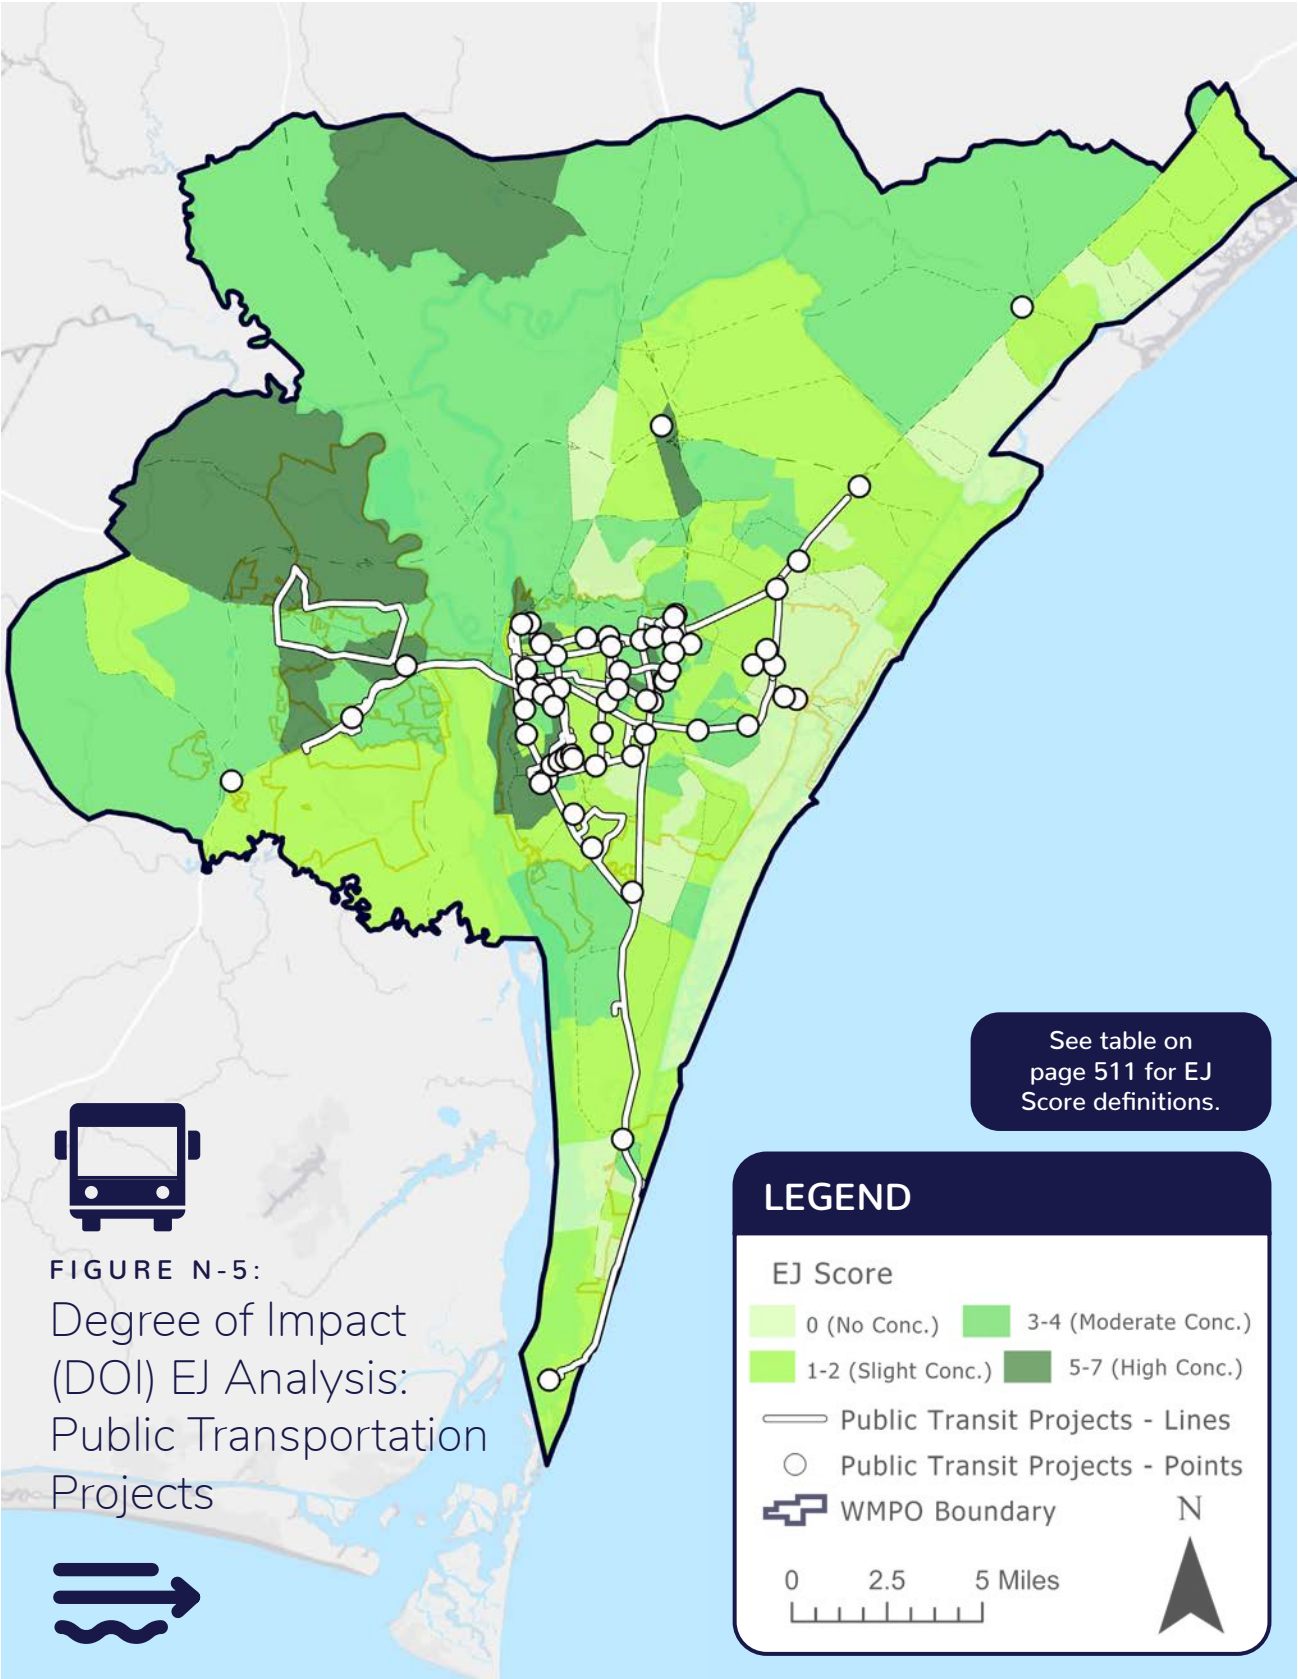 See table on
page 511 for EJ
Score definitions.
FIGURE N-5:
Degree of Impact
(DOI) EJ Analysis:
Public Transportation
Projects
LEGEND
EJ Score
0 (No Conc.)
3-4 (Moderate Conc.)
1-2 (Slight Conc.)
5-7 (High Conc.)
Public Transit Projects - Lines
Public Transit Projects - Points
WMPO Boundary
N
0 2.5 5 Miles